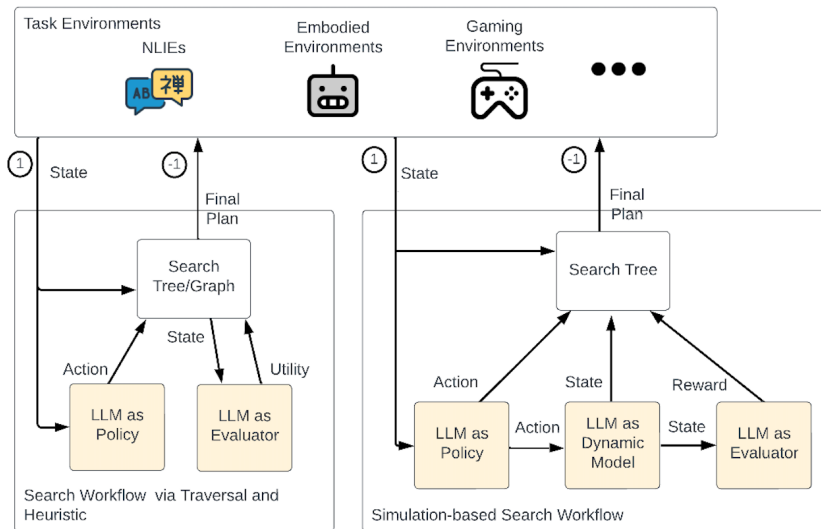 Task Environments
NLIEs
Embodied
Environments
Gaming
Environments
AB 禅
1
State
-1
Final
Plan
1
State
-1
Final
Plan
Search
Tree/Graph
Action
State
Utility
LLM as
Policy
LLM as
Evaluator
Search Workflow via Traversal and
Heuristic
Search Tree
Action
State
Reward
LLM as
Policy
Action
LLM as
Dynamic
Model
State
LLM as
Evaluator
Simulation-based Search Workflow